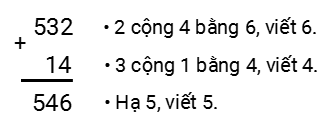 532 • 2 cộng 4 bằng 6, viết 6.
+
14 • 3 cộng 1 bằng 4, viết 4.
546 • Hạ 5, viết 5.